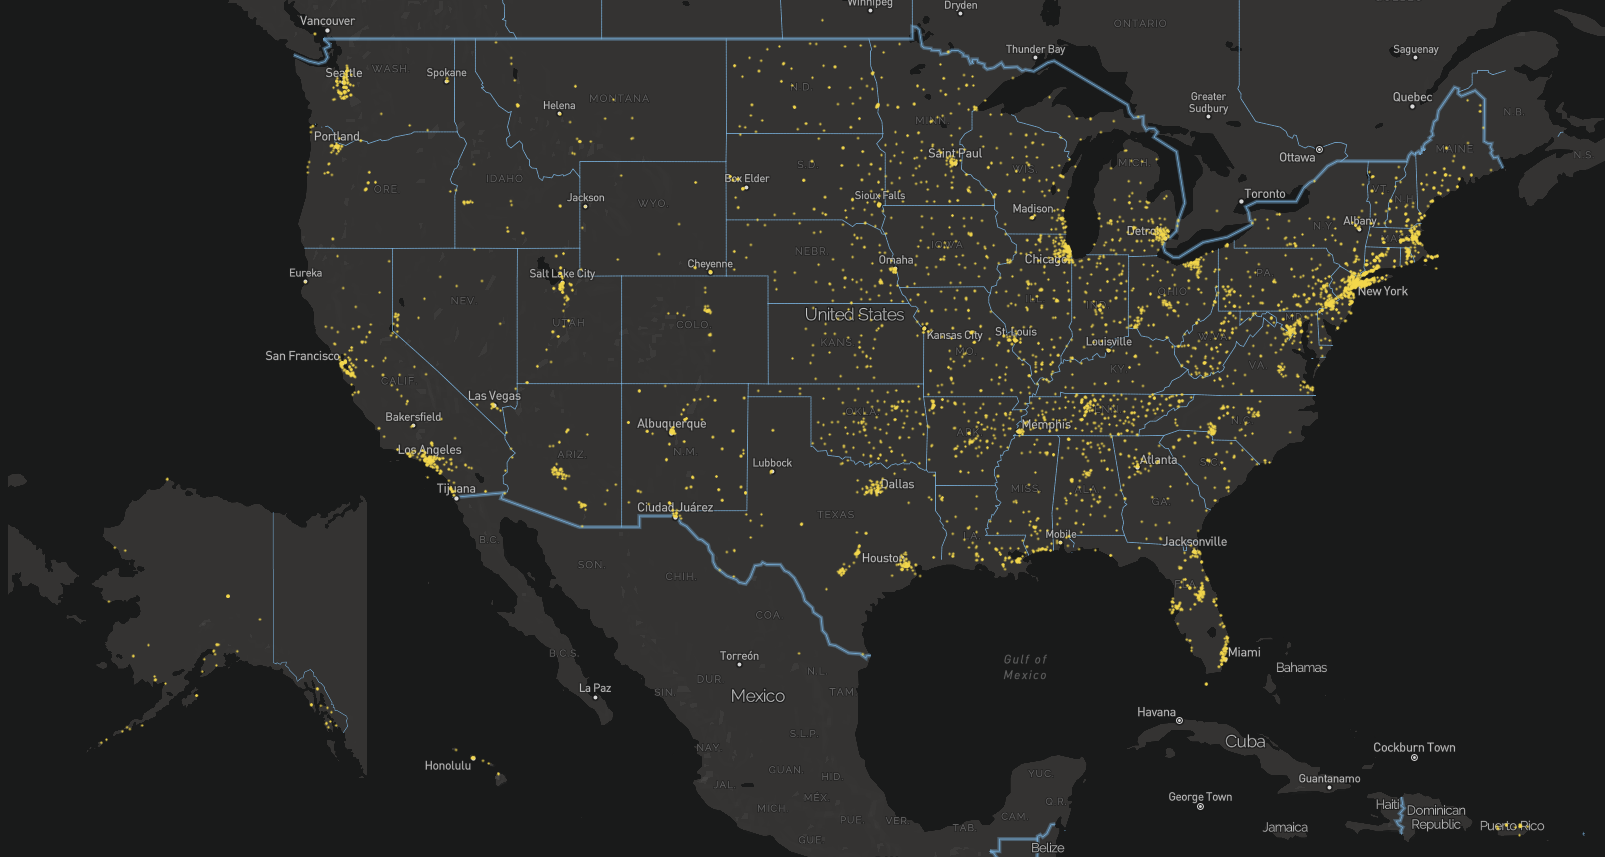 Winnipeg
Dryden
ONTARIO
Vancouver
Thunder Bay
Saguenay
Seattle
WASH
Spokane
N.D.
Greater
Sudbury
Quebec
N.B.
Helena
MONTANA
MINN.
Portland
Saint Paul
Ottawa
MAINE
N.S.
WIS.
MICH.
S.D.
IDAHO
ORE
Box Elder
Sioux Falls
VT.
N.H.
Toronto
Jackson
WYO
Madison
Albany
N.Y.
Detroit
MA
NEBR
IOWA
Chicago
Omaha
Eureka
Salt Lake City
Cheyenne
PA.
OHIO
New York
NEV
ILL
IND
United States
UTAH
COLO
KANS
Kansas City
St. Louis
MO
Louisville
W.VA.
San Francisco
CALIF
KY
VA.
Las Vegas
Bakersfield
OKLA
TENN
Albuquerque
Memphis
N.C.
ARK
Los Angeles
ARIZ
N.M.
Lubbock
Atlanta
S.C.
Tijuana
Dallas
MISS
ALA
GA.
Ciudad Juárez
TEXAS
B.C.
Mobile
LA.
Jacksonville
SON.
CHIH.
Houston
FLA
COA
B.C.S.
Torreón
Gulf of
Mexico
Miami
Bahamas
N.L.
DUR
La Paz
SIN.
Mexico
TAM
Havana
S.L.P.
Cuba
NAY.
Cockburn Town
Honolulu
GUAN
HID
YUC
Guantanamo
JAL
MÉX
MICH
Q.R.
George Town
Haiti
Dominican
Republic
PUE
VER.
TAB.
CAM
Jamaica
Puerto Rico
GUE
Belize